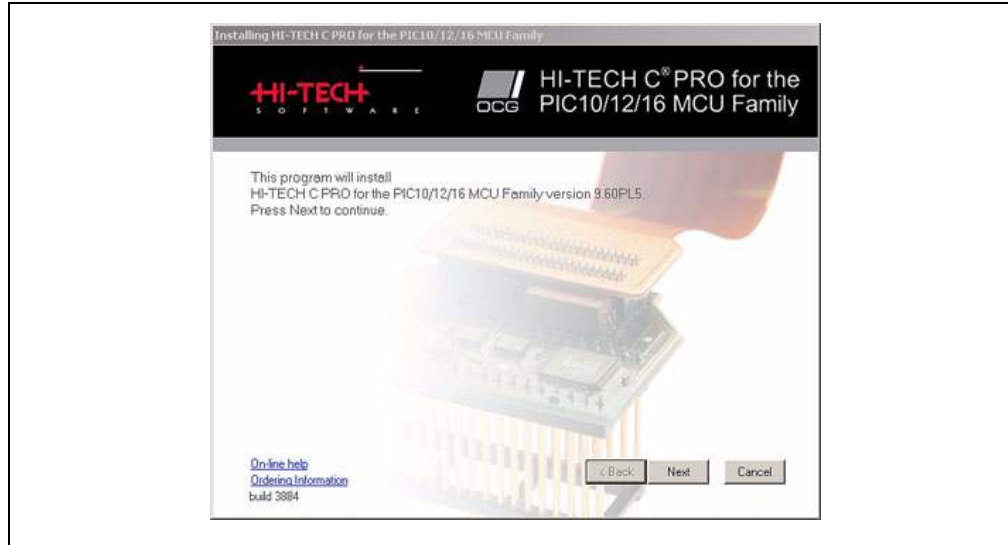 Installing HI-TECH C PRO for the PIC10/12/16 MCU Family
HI-TECH
SOFTWARE
OCG
HI-TECH C® PRO for the
PIC10/12/16 MCU Family
This program will install
HI-TECH C PRO for the PIC10/12/16 MCU Family version 9.60PL5.
Press Next to continue.
On-line help
Ordering Information
build 3884
< Back
Next
Cancel